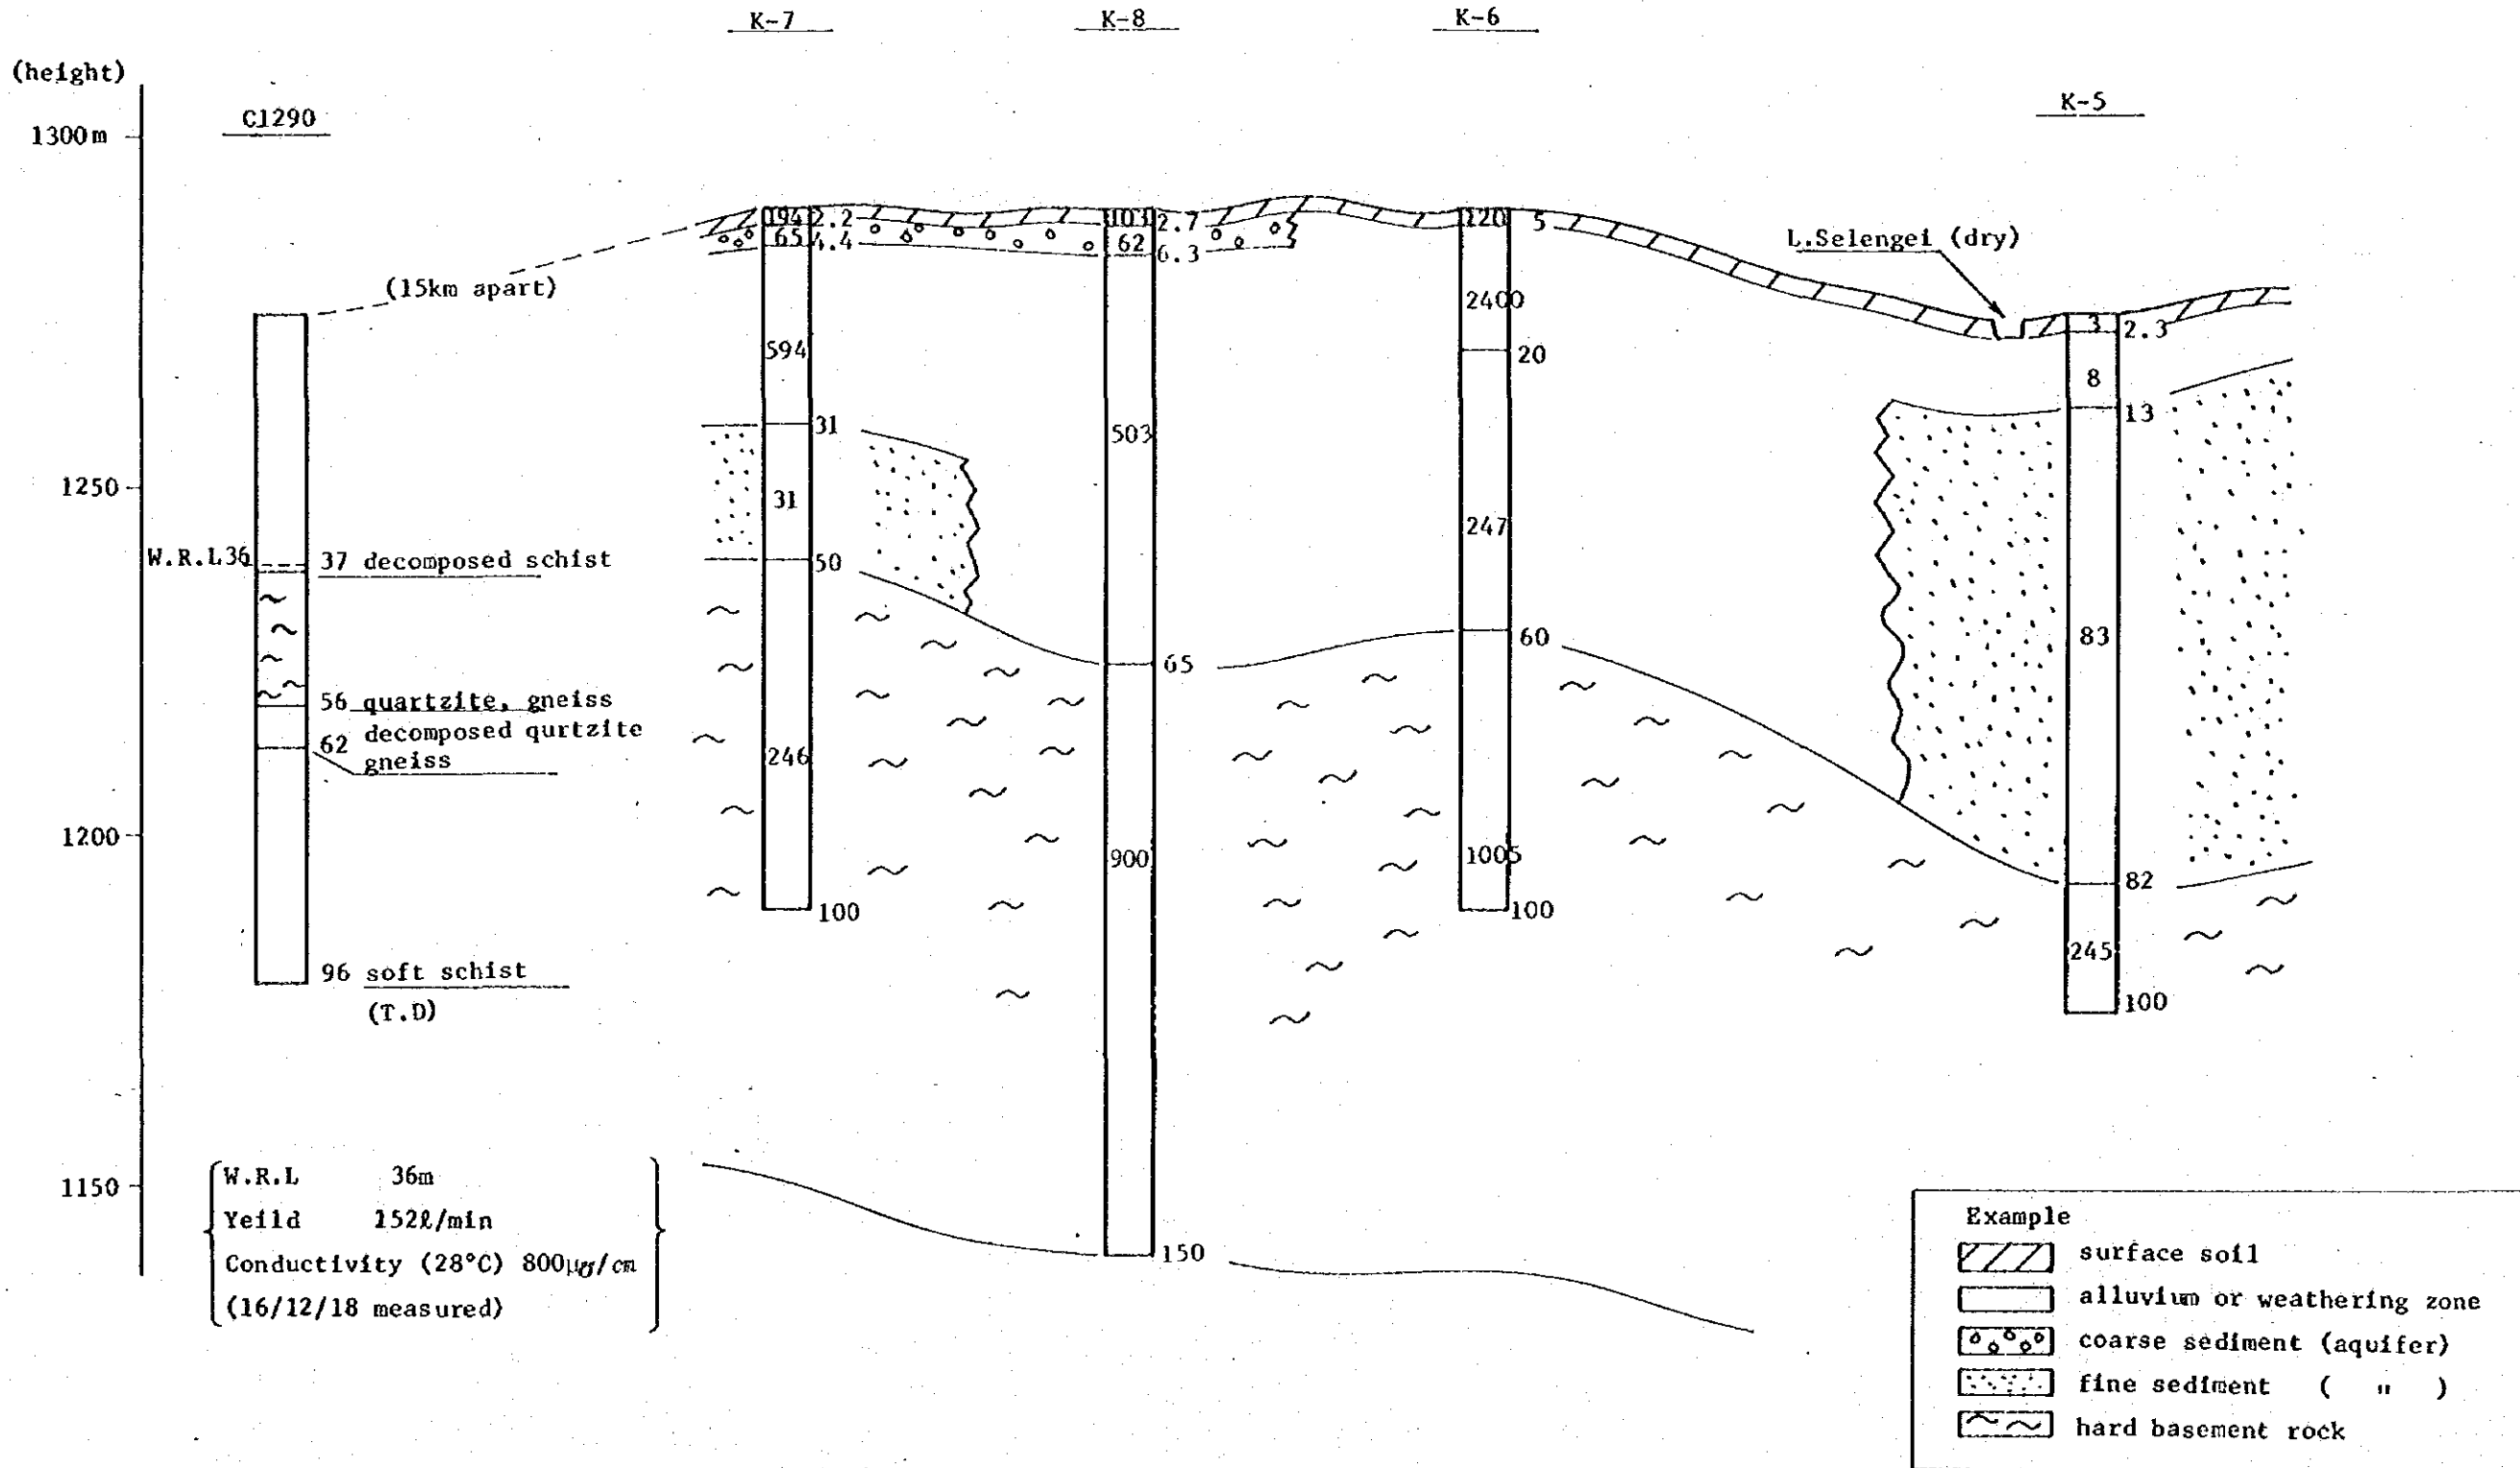 K-7
K-8
K-6
(height)
K-5
C1290
1300m
194 2.2
103 2.7
120 5
65 4.4
62 6.3
L.Selengei (dry)
(15km apart)
2400
3 2.3
594
20
8
31
13
503
1250
31
247
W.R.L36
37 decomposed schist
50
60
83
65
56 quartzite, gneiss
decomposed qurtzite
62
gneiss
246
1200
1005
900
82
100
100
245
96 soft schist
(T.D)
100
W.R.L 36m
1150
Yeild 152ℓ/min
Example
Conductivity (28°C) 800μʊ/cm
150
surface soil
(16/12/18 measured)
alluvium or weathering zone
coarse sediment (aquifer)
fine sediment ( " )
hard basement rock